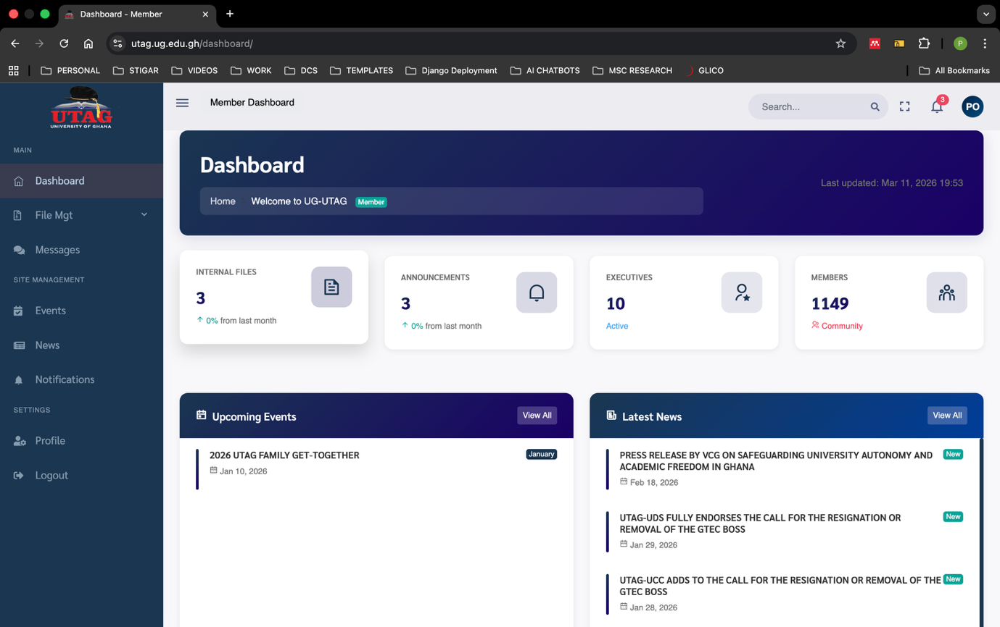 Dashboard - Member
utag.ug.edu.gh/dashboard/
P
PERSONAL
STIGAR
VIDEOS
WORK
DCS
TEMPLATES
Django Deployment
AI CHATBOTS
MSC RESEARCH
GLICO
All Bookmarks
UTAG
UNIVERSITY OF GHANA
Member Dashboard
Search...
3
PO
MAIN
Dashboard
File Mgt
Messages
SITE MANAGEMENT
Events
News
Notifications
SETTINGS
Profile
Logout
Dashboard
Home Welcome to UG-UTAG Member
Last updated: Mar 11, 2026 19:53
INTERNAL FILES
3
0% from last month
ANNOUNCEMENTS
3
0% from last month
EXECUTIVES
10
Active
MEMBERS
1149
Community
Upcoming Events
View All
2026 UTAG FAMILY GET-TOGETHER
January
Jan 10, 2026
Latest News
View All
PRESS RELEASE BY VCG ON SAFEGUARDING UNIVERSITY AUTONOMY AND
New
ACADEMIC FREEDOM IN GHANA
Feb 18, 2026
UTAG-UDS FULLY ENDORSES THE CALL FOR THE RESIGNATION OR
New
REMOVAL OF THE GTEC BOSS
Jan 29, 2026
UTAG-UCC ADDS TO THE CALL FOR THE RESIGNATION OR REMOVAL OF THE
New
GTEC BOSS
Jan 28, 2026